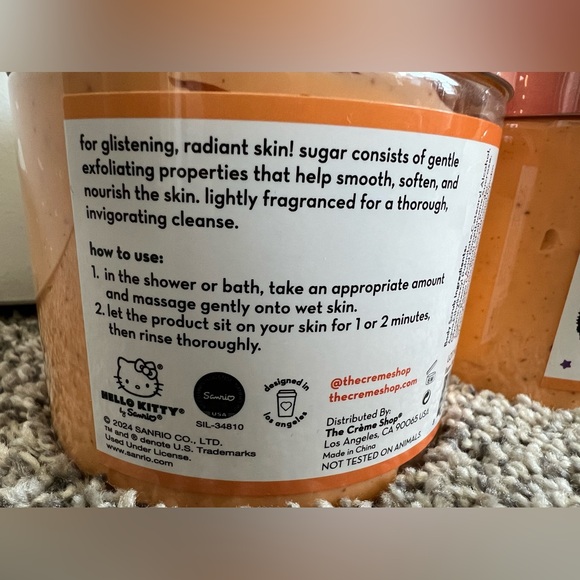 for glistening, radiant skin! sugar consists of gentle
exfoliating properties that help smooth, soften, and
nourish the skin. lightly fragranced for a thorough,
invigorating cleanse.
how to use:
1. in the shower or bath, take an appropriate amount
and massage gently onto wet skin.
2. let the product sit on your skin for 1 or 2 minutes,
then rinse thoroughly.
HELLO KITTY®
by Sanrio®
© 2024 SANRIO CO., LTD.
TM and ® denote U.S. Trademarks
Used Under License.
www.sanrio.com
Sanrio
USA
SIL-34810
designed in
los angeles
@thecremeshop
thecremeshop.com
Distributed By:
The Crème Shop®
Los Angeles, CA 90065 USA
Made in China
NOT TESTED ON ANIMALS.